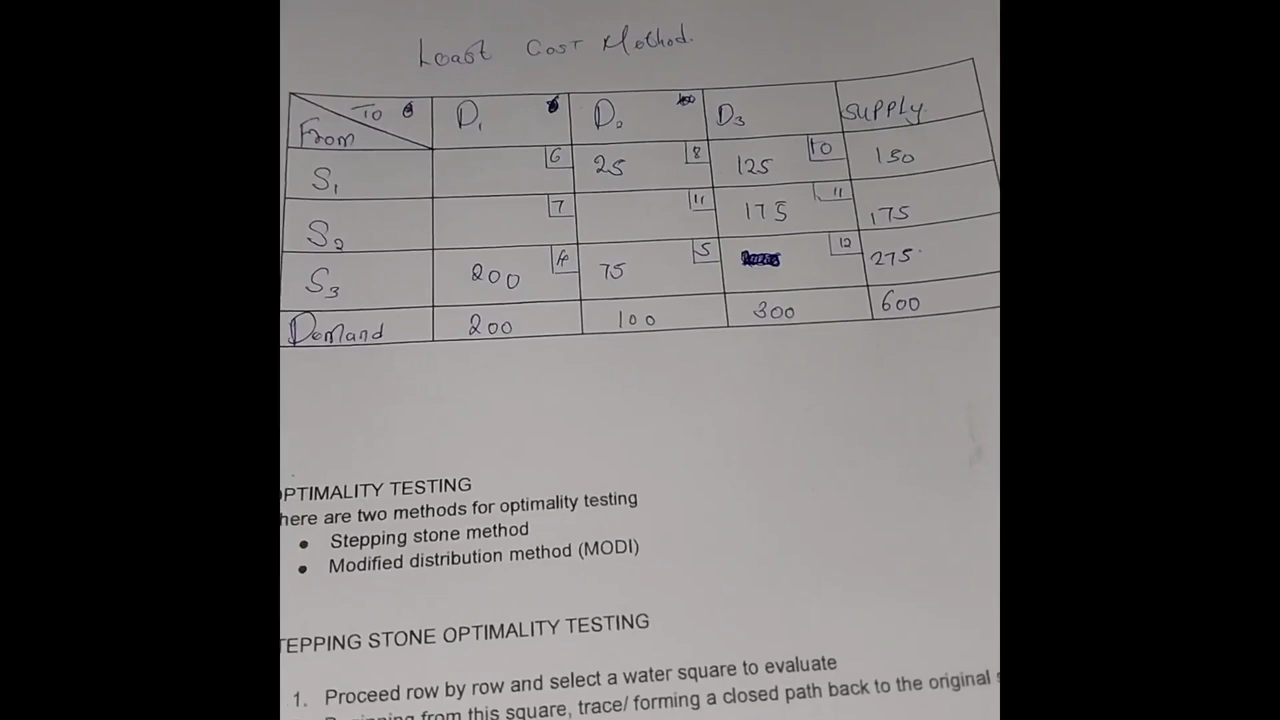 Least Cost Method.
To D₁ D₂ D₃ SUPPLY
From
S₁ 6 25 8 125 10 150
S₂ 7 11 175 11 175
S₃ 200 4 75 5 12 275
Demand 200 100 300 600
OPTIMALITY TESTING
here are two methods for optimality testing
• Stepping stone method
• Modified distribution method (MODI)
TEPPING STONE OPTIMALITY TESTING
1. Proceed row by row and select a water square to evaluate
from this square, trace/ forming a closed path back to the original